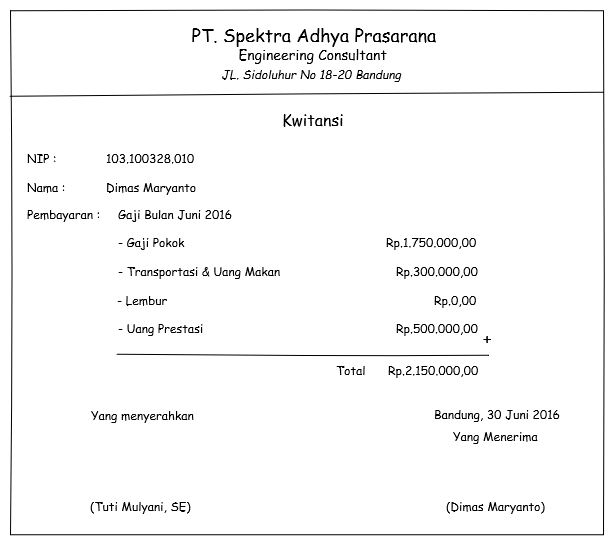 PT. Spektra Adhya Prasarana
Engineering Consultant
JL. Sidoluhur No 18-20 Bandung
Kwitansi
NIP : 103.100328.010
Nama : Dimas Maryanto
Pembayaran : Gaji Bulan Juni 2016
- Gaji Pokok Rp.1.750.000,00
- Transportasi & Uang Makan Rp.300.000,00
- Lembur Rp.0,00
- Uang Prestasi Rp.500.000,00 +
Total Rp.2.150.000,00
Yang menyerahkan Bandung, 30 Juni 2016
Yang Menerima
(Tuti Mulyani, SE) (Dimas Maryanto)